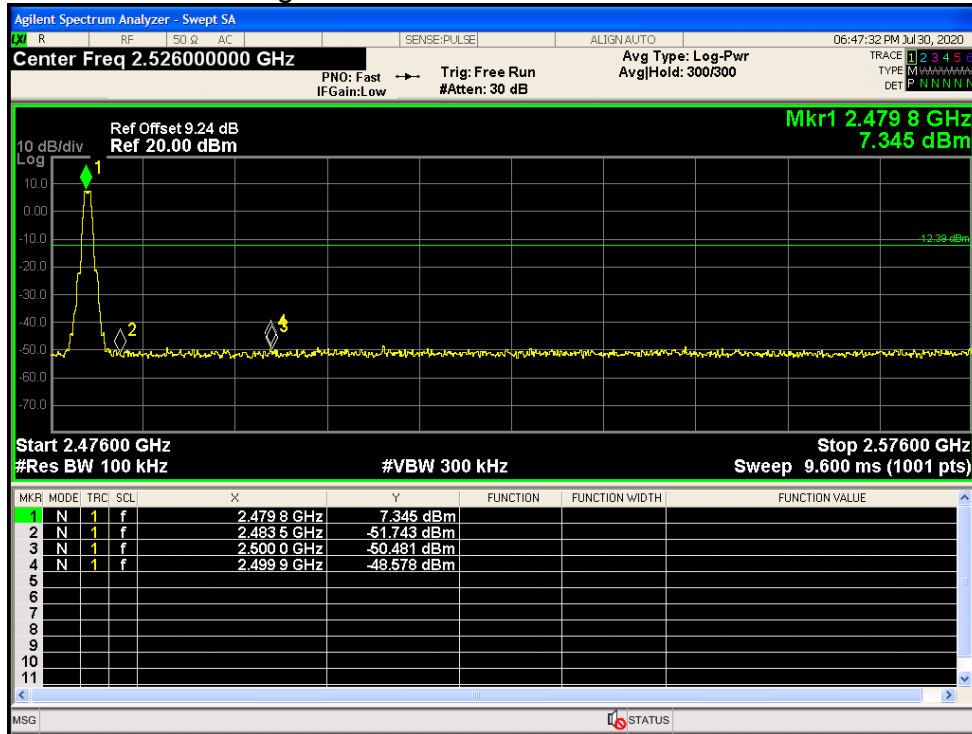 Agilent Spectrum Analyzer - Swept SA
LXI R RF 50 Ω AC SENSE:PULSE ALIGN AUTO 06:47:32 PM Jul 30, 2020
Center Freq 2.526000000 GHz
PNO: Fast
IFGain:Low
Trig: Free Run
#Atten: 30 dB
Avg Type: Log-Pwr
Avg|Hold: 300/300
TRACE 1 2 3 4 5 6
TYPE M
DET P N N N N N
Mkr1 2.479 8 GHz
7.345 dBm
Ref Offset 9.24 dB
10 dB/div Ref 20.00 dBm
Log
1
10.0
0.00
-10.0
-12.39 dBm
-20.0
-30.0
-40.0
2
4
3
-50.0
-60.0
-70.0
Start 2.47600 GHz Stop 2.57600 GHz
#Res BW 100 kHz #VBW 300 kHz Sweep 9.600 ms (1001 pts)
MKR MODE TRC SCL X Y FUNCTION FUNCTION WIDTH FUNCTION VALUE
1 N 1 f 2.479 8 GHz 7.345 dBm
2 N 1 f 2.483 5 GHz -51.743 dBm
3 N 1 f 2.500 0 GHz -50.481 dBm
4 N 1 f 2.499 9 GHz -48.578 dBm
5
6
7
8
9
10
11
MSG STATUS